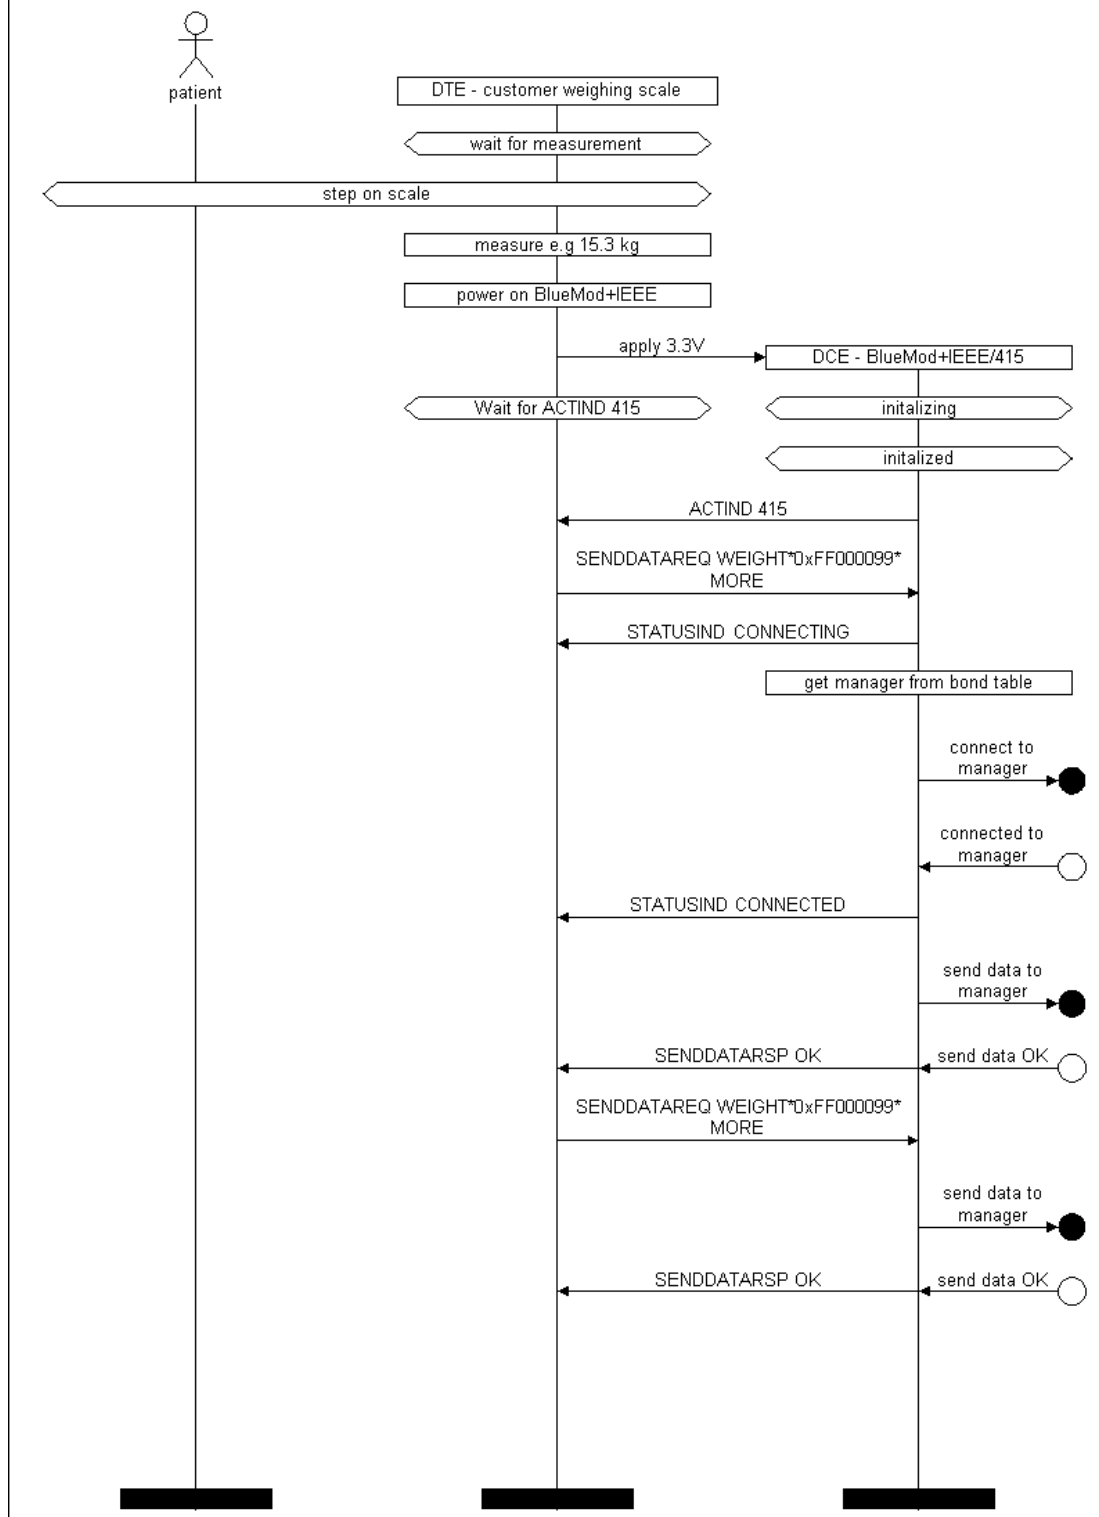 patient
DTE - customer weighing scale
wait for measurement
step on scale
measure e.g 15.3 kg
power on BlueMod+IEEE
apply 3.3V
DCE - BlueMod+IEEE/415
Wait for ACTIND 415
initalizing
initalized
ACTIND 415
SENDDATAREQ WEIGHT*0xFF000099*
MORE
STATUSIND CONNECTING
get manager from bond table
connect to
manager
connected to
manager
STATUSIND CONNECTED
send data to
manager
SENDDATARSP OK
send data OK
SENDDATAREQ WEIGHT*0xFF000099*
MORE
send data to
manager
SENDDATARSP OK
send data OK